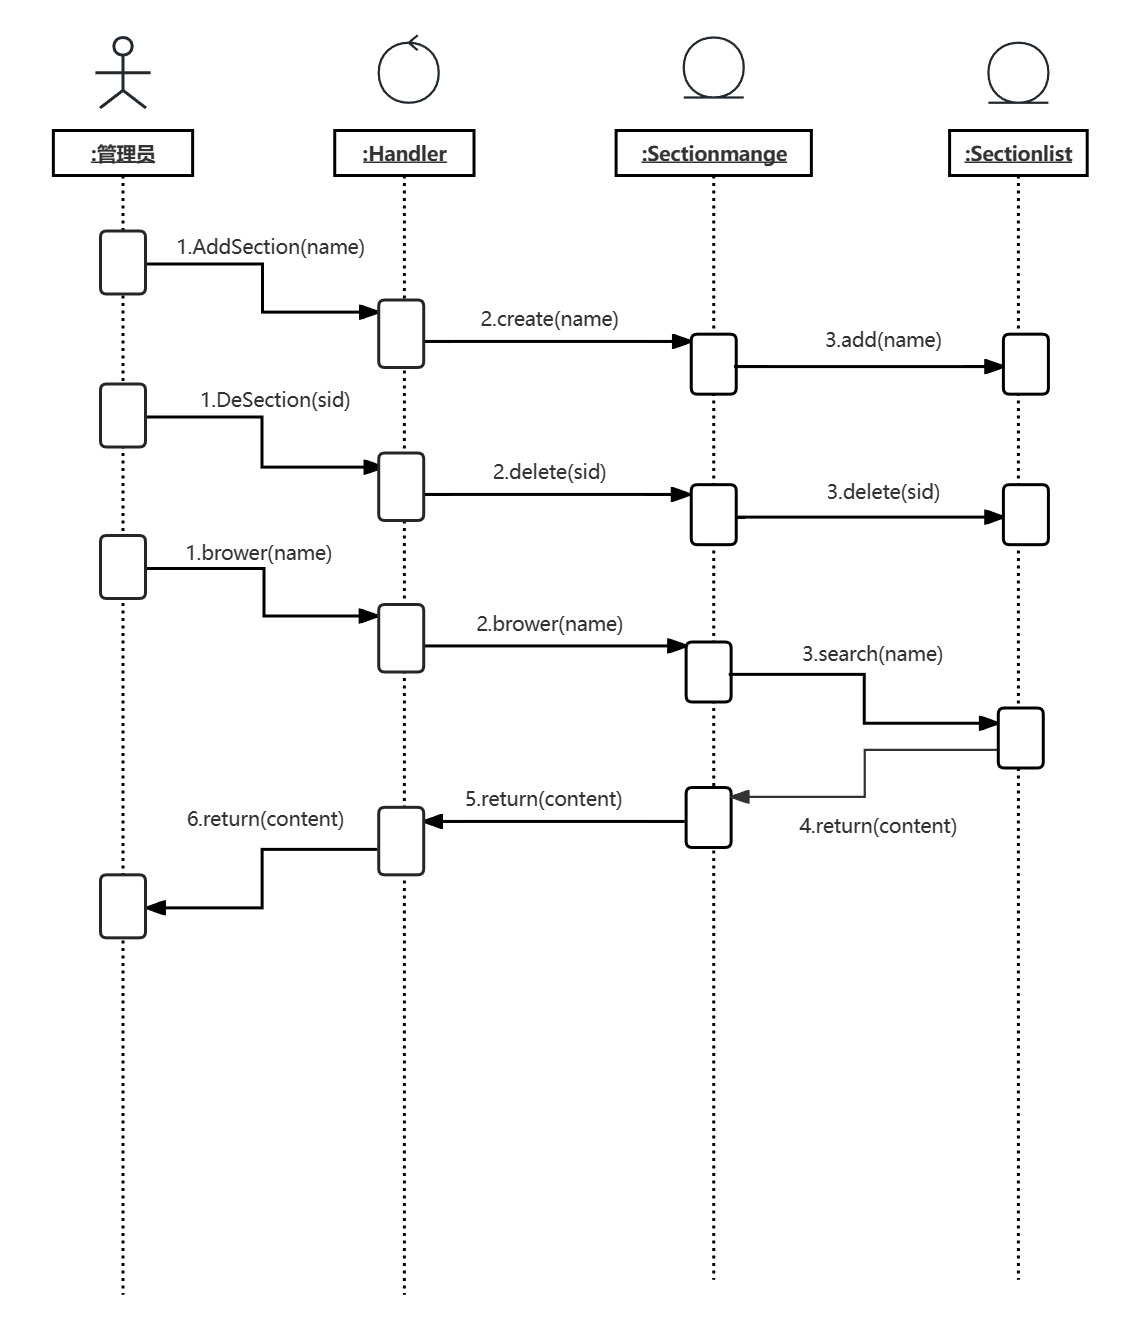 :管理员
:Handler
:Sectionmange
:Sectionlist
1.AddSection(name)
2.create(name)
3.add(name)
1.DeSection(sid)
2.delete(sid)
3.delete(sid)
1.brower(name)
2.brower(name)
3.search(name)
4.return(content)
5.return(content)
6.return(content)